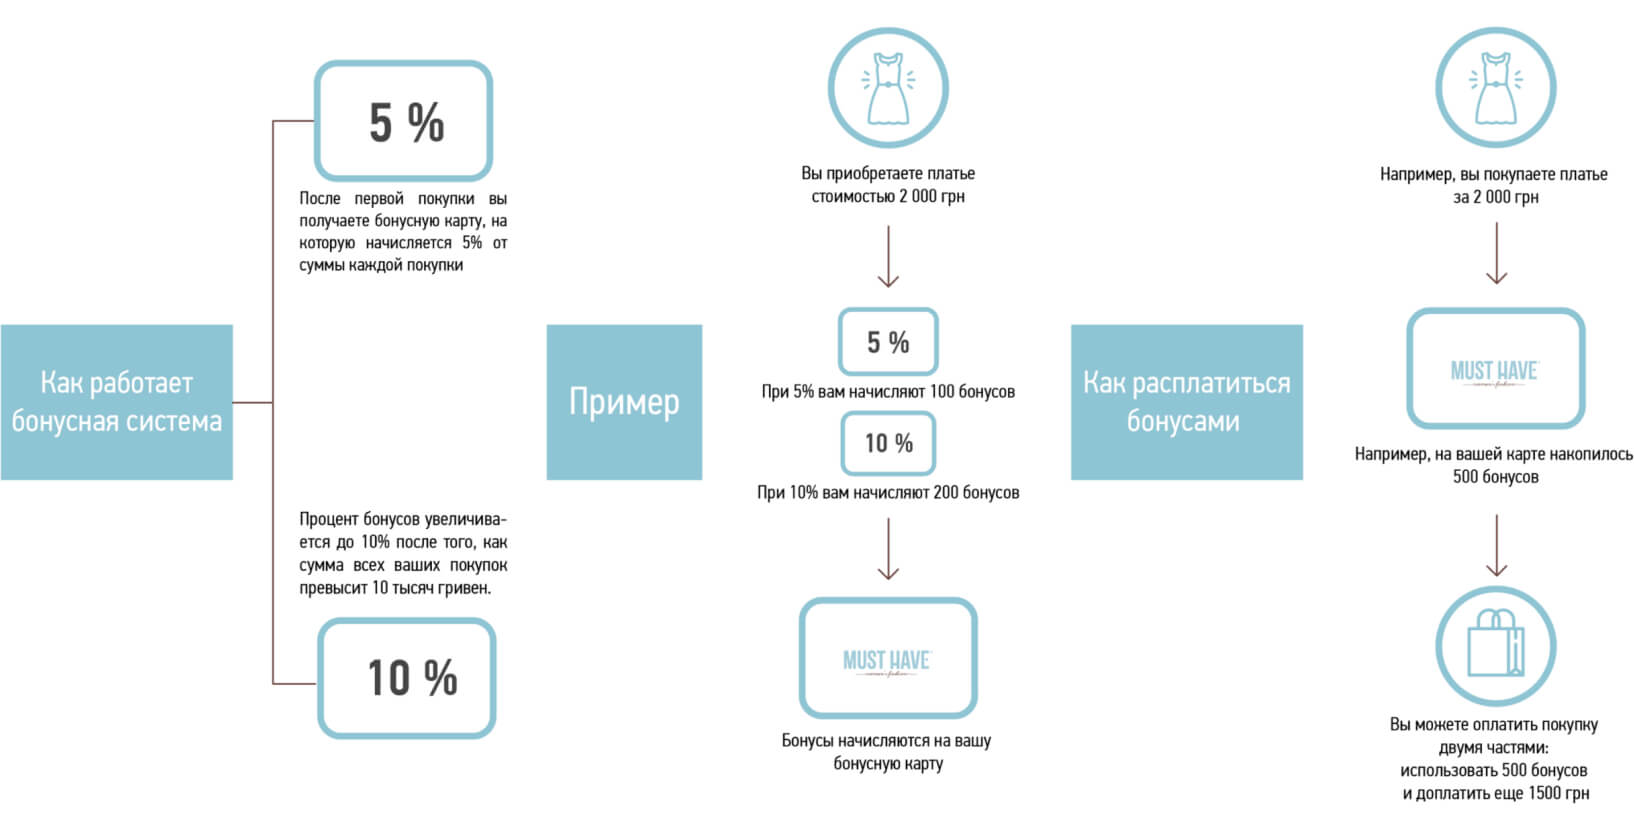 Как работает
бонусная система
5 %
После первой покупки вы
получаете бонусную карту, на
которую начисляется 5% от
суммы каждой покупки
Процент бонусов увеличива-
ется до 10% после того, как
сумма всех ваших покупок
превысит 10 тысяч гривен.
10 %
Пример
Вы приобретаете платье
стоимостью 2 000 грн
5 %
При 5% вам начисляют 100 бонусов
10 %
При 10% вам начисляют 200 бонусов
MUST HAVE
Бонусы начисляются на вашу
бонусную карту
Как расплатиться
бонусами
Например, вы покупаете платье
за 2 000 грн
MUST HAVE
Например, на вашей карте накопилось
500 бонусов
Вы можете оплатить покупку
двумя частями:
использовать 500 бонусов
и доплатить еще 1500 грн